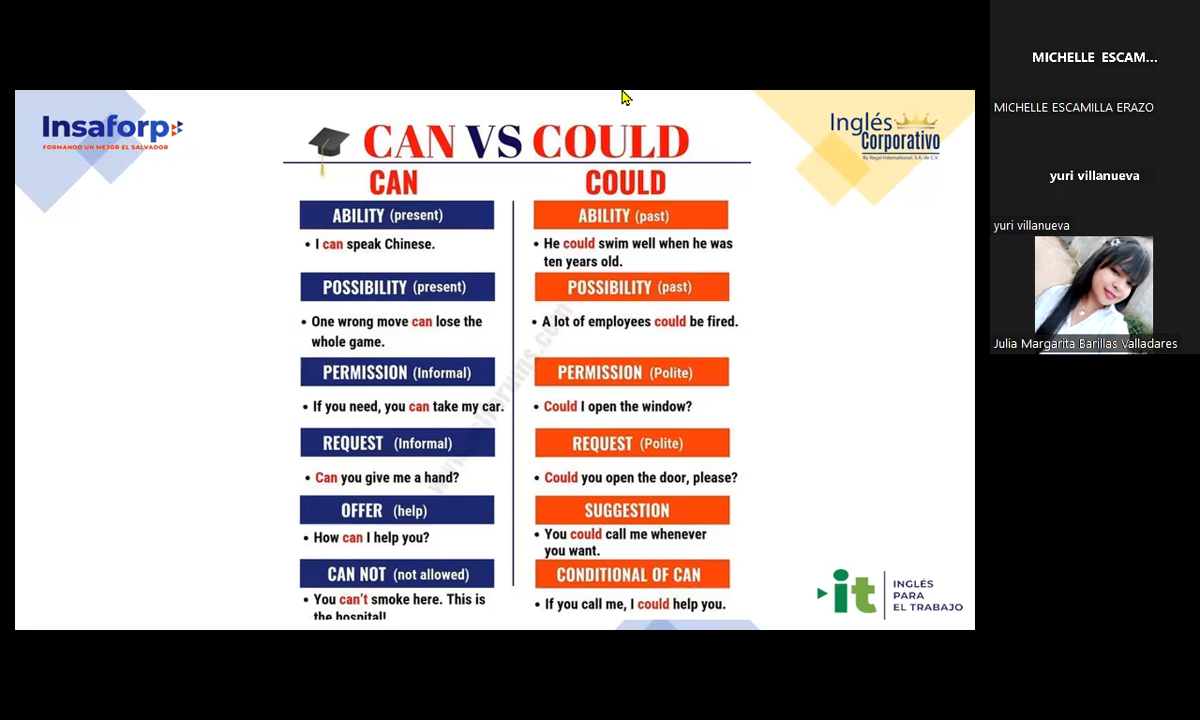 Insaforp
FORMANDO UN MEJOR EL SALVADOR
CAN VS COULD
Inglés
Corporativo
By Regal International, S.A. de C.V.
CAN
ABILITY (present)
• I can speak Chinese.
POSSIBILITY (present)
• One wrong move can lose the
whole game.
PERMISSION (Informal)
• If you need, you can take my car.
REQUEST (Informal)
• Can you give me a hand?
OFFER (help)
• How can I help you?
CAN NOT (not allowed)
• You can't smoke here. This is
the hospital!
COULD
ABILITY (past)
• He could swim well when he was
ten years old.
POSSIBILITY (past)
• A lot of employees could be fired.
PERMISSION (Polite)
• Could I open the window?
REQUEST (Polite)
• Could you open the door, please?
SUGGESTION
• You could call me whenever
you want.
CONDITIONAL OF CAN
• If you call me, I could help you.
it
INGLÉS
PARA
EL TRABAJO
MICHELLE ESCAM...
MICHELLE ESCAMILLA ERAZO
yuri villanueva
yuri villanueva
Julia Margarita Barillas Valladares